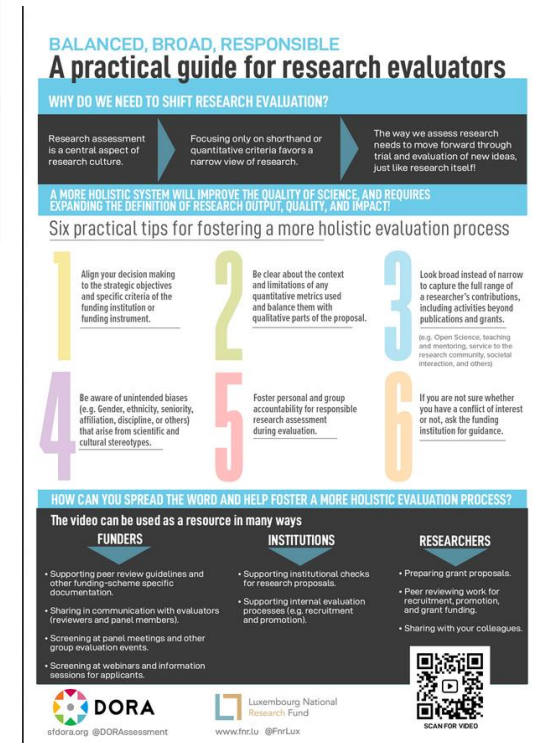 BALANCED, BROAD, RESPONSIBLE
A practical guide for research evaluators
WHY DO WE NEED TO SHIFT RESEARCH EVALUATION?
Research assessment
is a central aspect of
research culture.
Focusing only on shorthand or
quantitative criteria favors a
narrow view of research.
The way we assess research
needs to move forward through
trial and evaluation of new ideas,
just like research itself!
A MORE HOLISTIC SYSTEM WILL IMPROVE THE QUALITY OF SCIENCE, AND REQUIRES
EXPANDING THE DEFINITION OF RESEARCH OUTPUT, QUALITY, AND IMPACT!
Six practical tips for fostering a more holistic evaluation process
1
Align your decision making
to the strategic objectives
and specific criteria of the
funding institution or
funding instrument.
2
Be clear about the context
and limitations of any
quantitative metrics used
and balance them with
qualitative parts of the proposal.
3
Look broad instead of narrow
to capture the full range of
a researcher's contributions,
including activities beyond
publications and grants.
(e.g. Open Science, teaching
and mentoring, service to the
research community, societal
interaction, and others)
4
Be aware of unintended biases
(e.g. Gender, ethnicity, seniority,
affiliation, discipline, or others)
that arise from scientific and
cultural stereotypes.
5
Foster personal and group
accountability for responsible
research assessment
during evaluation.
6
If you are not sure whether
you have a conflict of interest
or not, ask the funding
institution for guidance.
HOW CAN YOU SPREAD THE WORD AND HELP FOSTER A MORE HOLISTIC EVALUATION PROCESS?
The video can be used as a resource in many ways
FUNDERS
• Supporting peer review guidelines and
other funding-scheme specific
documentation.
• Sharing in communication with evaluators
(reviewers and panel members).
• Screening at panel meetings and other
group evaluation events.
• Screening at webinars and information
sessions for applicants.
INSTITUTIONS
• Supporting institutional checks
for research proposals.
• Supporting internal evaluation
processes (e.g. recruitment
and promotion).
RESEARCHERS
• Preparing grant proposals.
• Peer reviewing work for
recruitment, promotion,
and grant funding.
• Sharing with your colleagues.
SCAN FOR VIDEO
DORA
sfdora.org @DORAssessment
Luxembourg National
Research Fund
www.fnr.lu @FnrLux